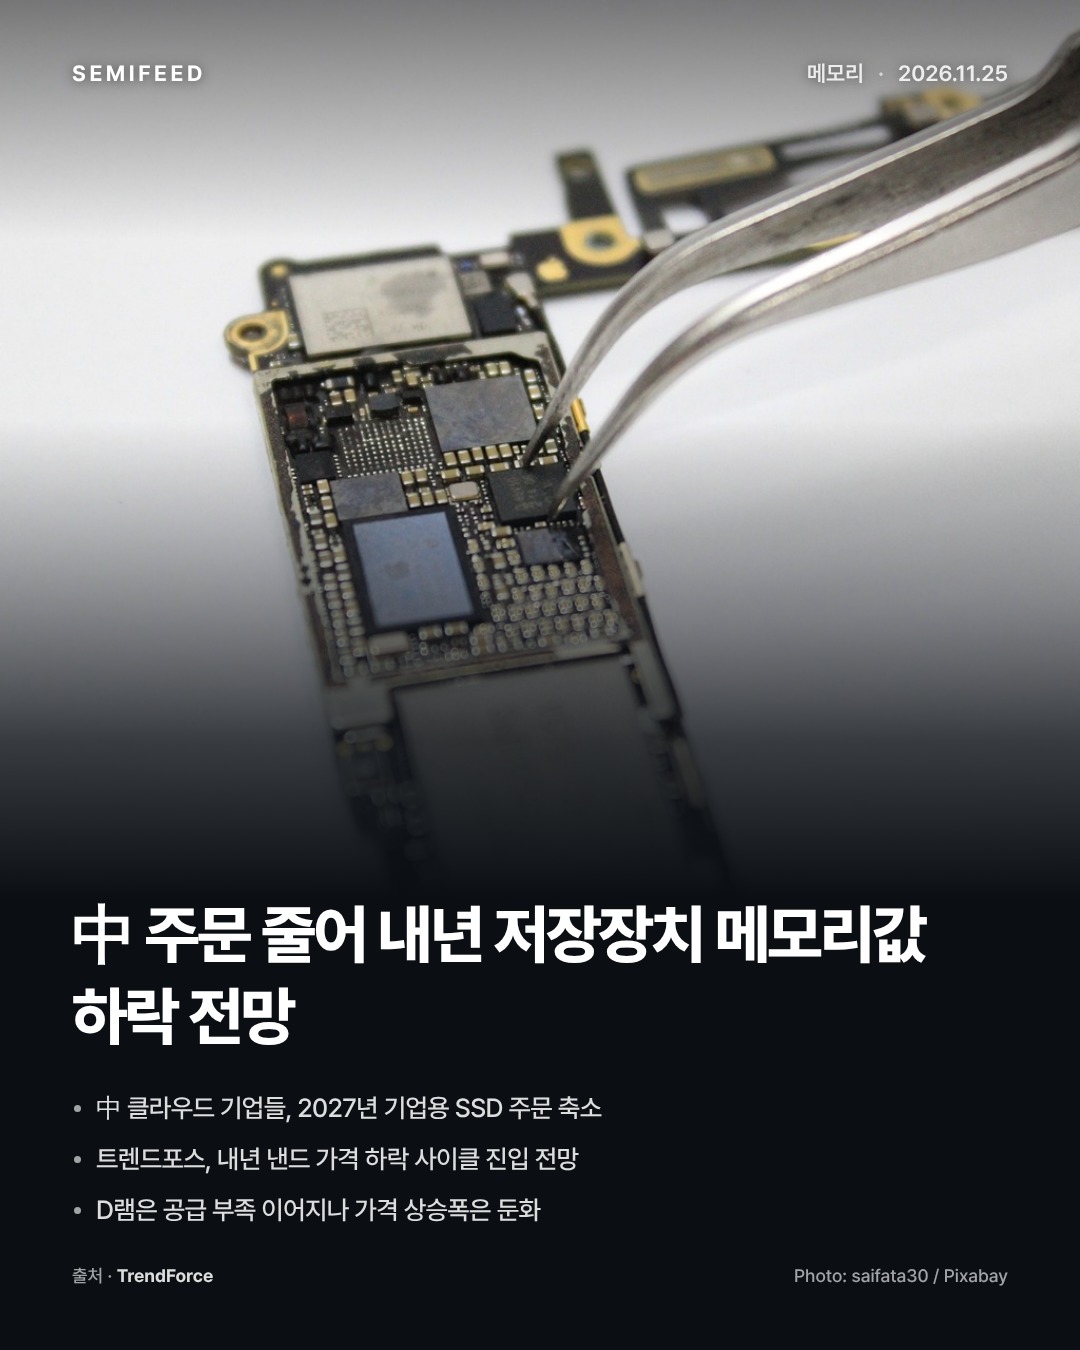 SEMIFEED
메모리 · 2026.11.25
中 주문 줄어 내년 저장장치 메모리값
하락 전망
• 中 클라우드 기업들, 2027년 기업용 SSD 주문 축소
• 트렌드포스, 내년 낸드 가격 하락 사이클 진입 전망
• D램은 공급 부족 이어지나 가격 상승폭은 둔화
출처 · TrendForce
Photo: saifata30 / Pixabay